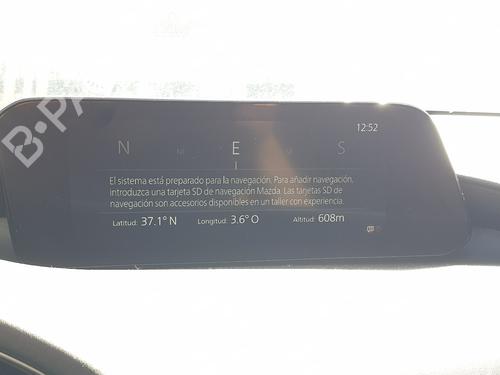 B-PA
12:52
N E S
El sistema está preparado para la navegación. Para añadir navegación,
introduzca una tarjeta SD de navegación Mazda. Las tarjetas SD de
navegación son accesorios disponibles en un taller con experiencia.
Latitud: 37.1° N Longitud: 3.6° O Altitud: 608m